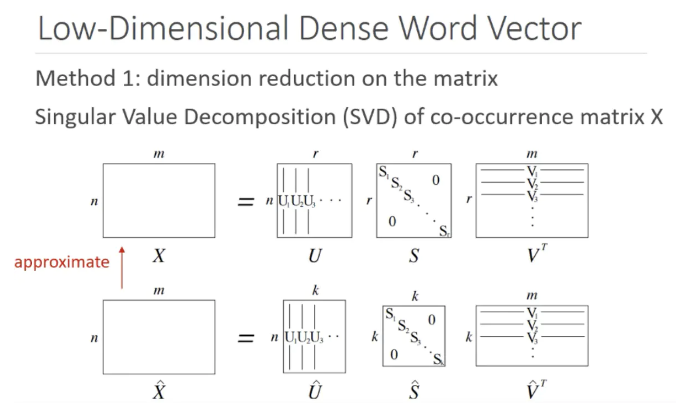 Low-Dimensional Dense Word Vector
Method 1: dimension reduction on the matrix
Singular Value Decomposition (SVD) of co-occurrence matrix X
m r r m
n = n U₁U₂U₃ · · · r S₁ S₂ S₃ · · · Sᵣ 0 0 r V₁ V₂ V₃ · · ·
X U S Vᵀ
approximate
m k k m
n = n U₁U₂U₃ · · k S₁ S₂ S₃ · · · Sₖ 0 0 k V₁ V₂ V₃ · · ·
X̂ Û Ŝ V̂ᵀ